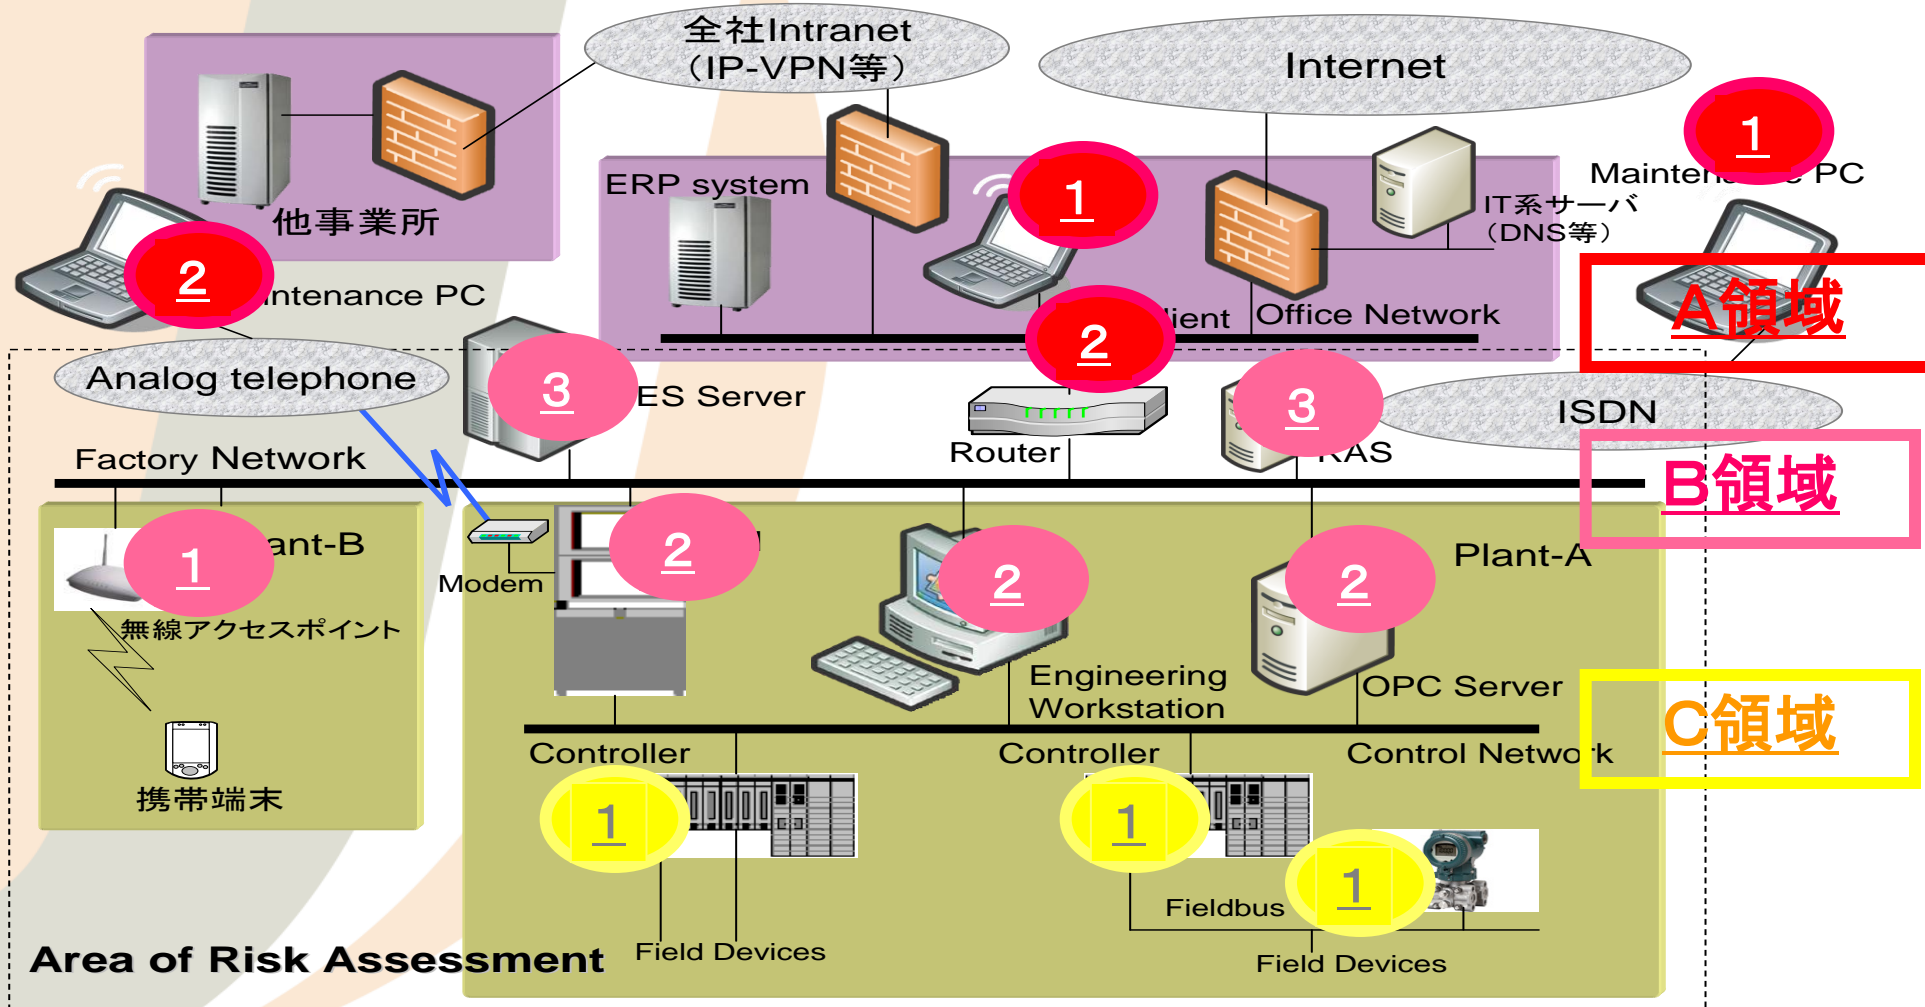 全社Intranet
（IP-VPN等）
Internet
1
Maintenance PC
ERP system
1
IT系サーバ
（DNS等）
他事業所
2
ntenance PC
2
lient
Office Network
A領域
Analog telephone
3
ES Server
3
ISDN
Router
RAS
Factory Network
B領域
1
ant-B
2
2
2
Plant-A
Modem
無線アクセスポイント
Engineering
Workstation
OPC Server
C領域
Controller
Controller
Control Network
携帯端末
1
1
1
Fieldbus
Area of Risk Assessment
Field Devices
Field Devices